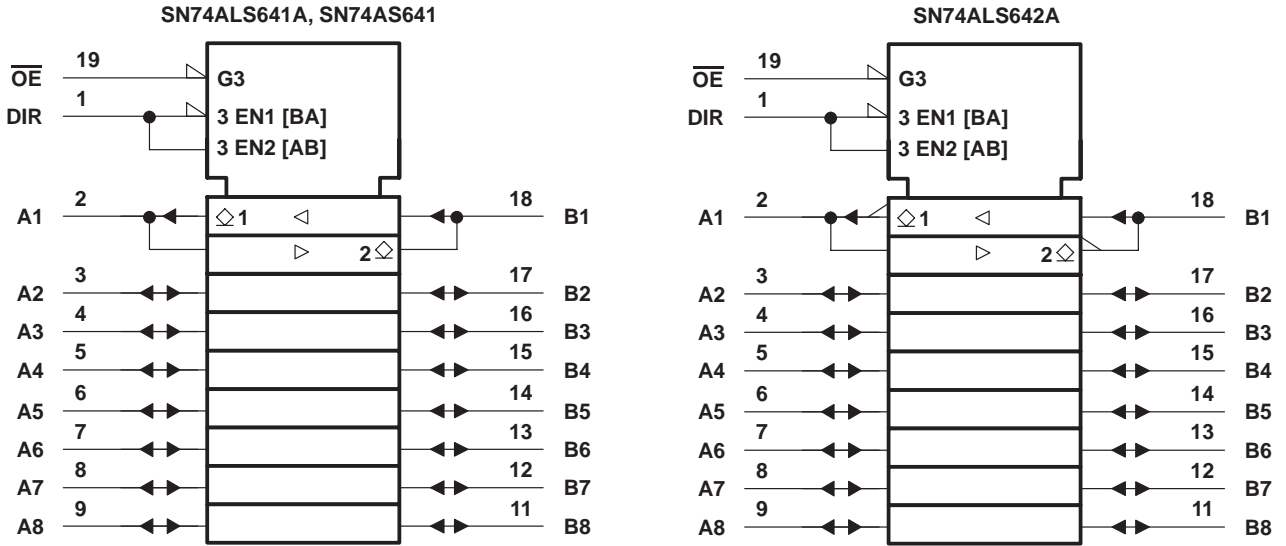 SN74ALS641A, SN74AS641
OE
19
G3
DIR
1
3 EN1 [BA]
3 EN2 [AB]
A1
2
1
18
B1
2
A2
3
17
B2
A3
4
16
B3
A4
5
15
B4
A5
6
14
B5
A6
7
13
B6
A7
8
12
B7
A8
9
11
B8
SN74ALS642A
OE
19
G3
DIR
1
3 EN1 [BA]
3 EN2 [AB]
A1
2
1
18
B1
2
A2
3
17
B2
A3
4
16
B3
A4
5
15
B4
A5
6
14
B5
A6
7
13
B6
A7
8
12
B7
A8
9
11
B8